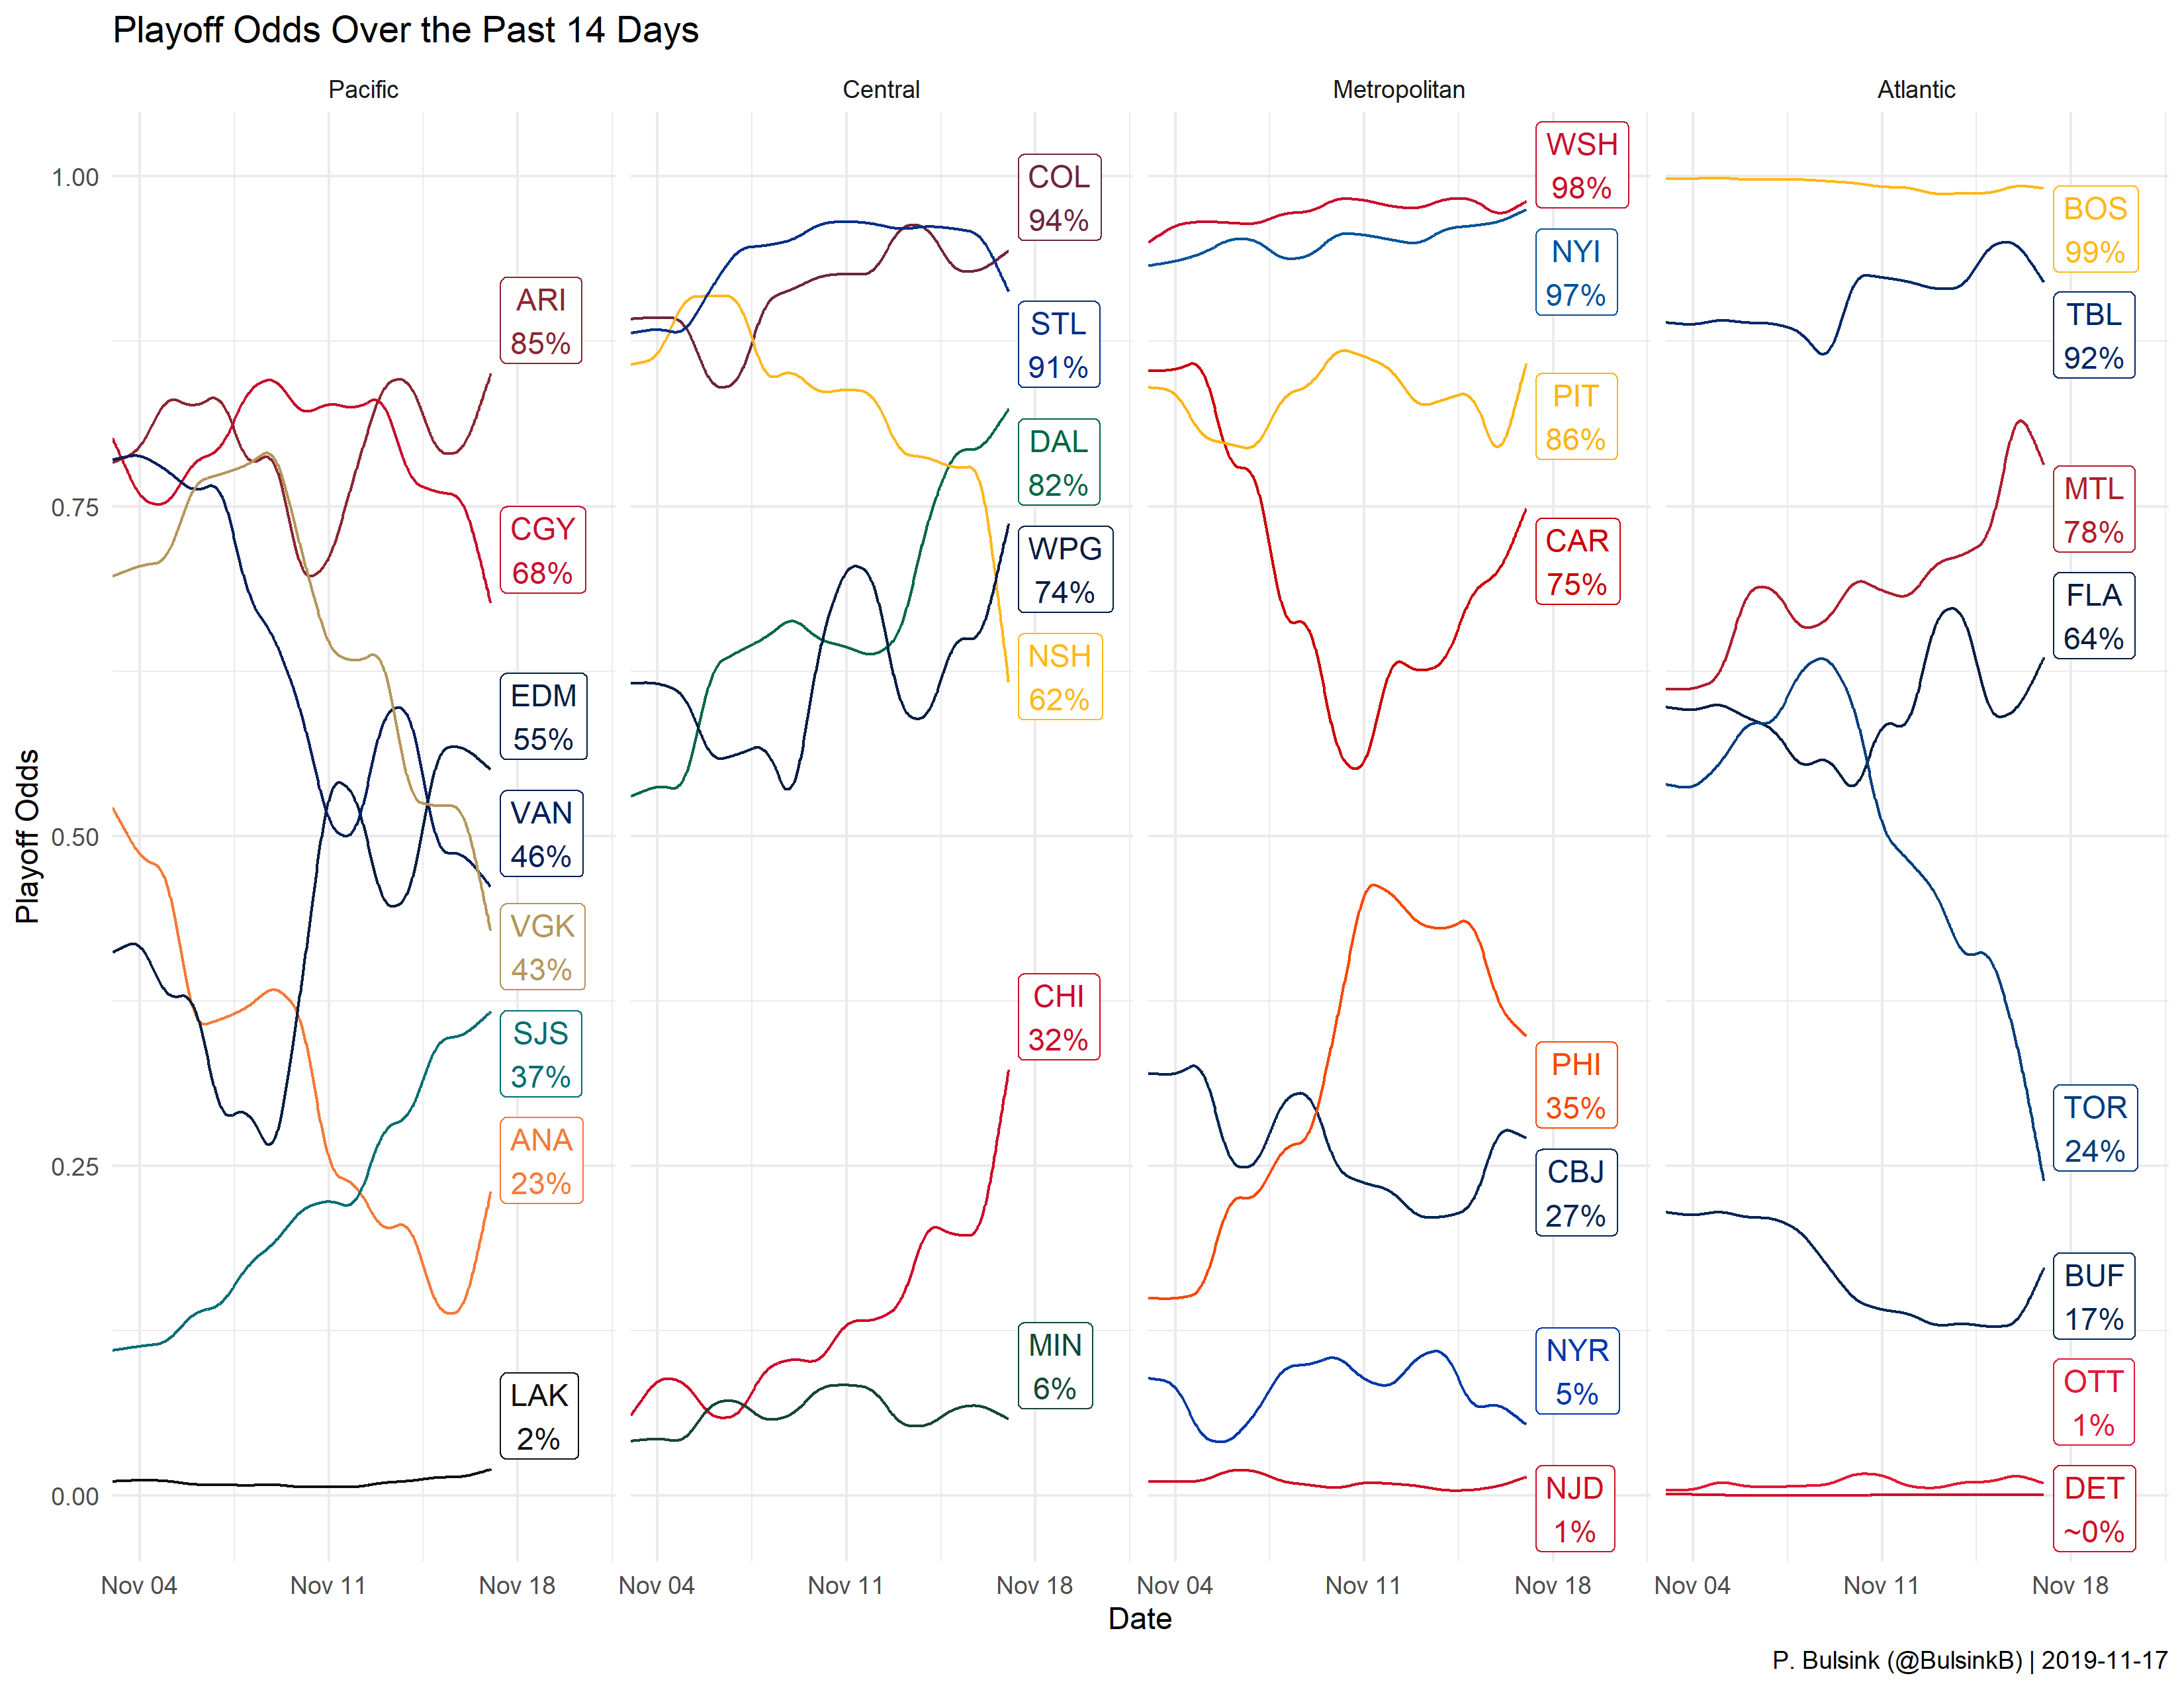 Playoff Odds Over the Past 14 Days
Pacific
Central
Metropolitan
Atlantic
Playoff Odds
1.00
0.75
0.50
0.25
0.00
ARI
85%
CGY
68%
EDM
55%
VAN
46%
VGK
43%
SJS
37%
ANA
23%
LAK
2%
COL
94%
STL
91%
DAL
82%
WPG
74%
NSH
62%
CHI
32%
MIN
6%
WSH
98%
NYI
97%
PIT
86%
CAR
75%
PHI
35%
CBJ
27%
NYR
5%
NJD
1%
BOS
99%
TBL
92%
MTL
78%
FLA
64%
TOR
24%
BUF
17%
OTT
1%
DET
~0%
Nov 04
Nov 11
Nov 18
Nov 04
Nov 11
Nov 18
Nov 04
Nov 11
Nov 18
Nov 04
Nov 11
Nov 18
Date
P. Bulsink (@BulsinkB) | 2019-11-17